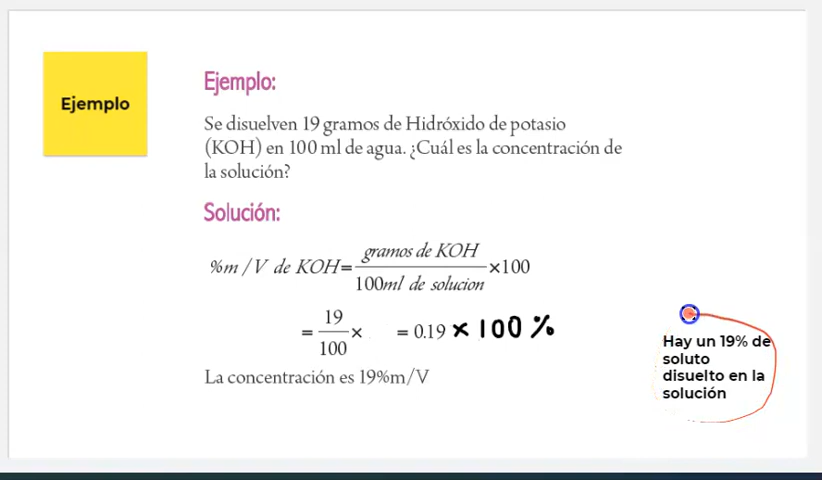 Ejemplo
Ejemplo:
Se disuelven 19 gramos de Hidróxido de potasio
(KOH) en 100 ml de agua. ¿Cuál es la concentración de
la solución?
Solución:
%m/V de KOH= gramos de KOH / 100ml de solucion ×100
= 19/100 × = 0.19 × 100 %
La concentración es 19%m/V
Hay un 19% de
soluto
disuelto en la
solución